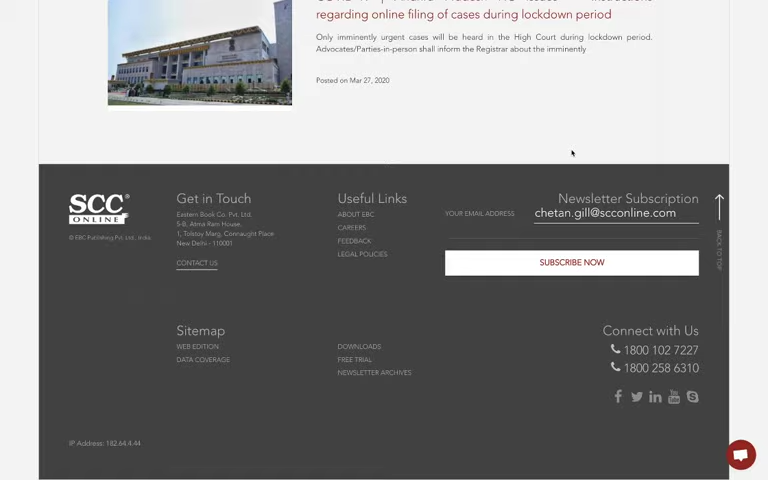 regarding online filing of cases during lockdown period
Only imminently urgent cases will be heard in the High Court during lockdown period.
Advocates/Parties-in-person shall inform the Registrar about the imminently
Posted on Mar 27, 2020
SCC®
ONLINE
© EBC Publishing Pvt. Ltd., India.
Get in Touch
Eastern Book Co. Pvt. Ltd.
5-B, Atma Ram House,
1, Tolstoy Marg, Connaught Place
New Delhi - 110001
CONTACT US
Useful Links
ABOUT EBC
CAREERS
FEEDBACK
LEGAL POLICIES
Newsletter Subscription
YOUR EMAIL ADDRESS chetan.gill@scconline.com
SUBSCRIBE NOW
BACK TO TOP
Sitemap
WEB EDITION
DATA COVERAGE
DOWNLOADS
FREE TRIAL
NEWSLETTER ARCHIVES
Connect with Us
1800 102 7227
1800 258 6310
IP Address: 182.64.4.44